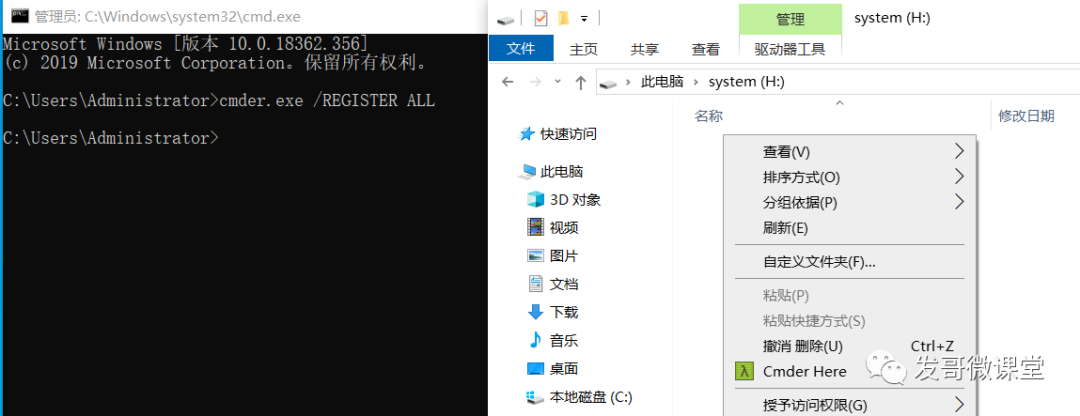 管理员: C:\Windows\system32\cmd.exe
Microsoft Windows [版本 10.0.18362.356]
(c) 2019 Microsoft Corporation。保留所有权利。
C:\Users\Administrator>cmder.exe /REGISTER ALL
C:\Users\Administrator>
管理
system (H:)
文件
主页
共享
查看
驱动器工具
此电脑
system (H:)
名称
修改日期
快速访问
此电脑
3D 对象
视频
图片
文档
下载
音乐
桌面
本地磁盘 (C:)
查看(V)
排序方式(O)
分组依据(P)
刷新(E)
自定义文件夹(F)...
粘贴(P)
粘贴快捷方式(S)
撤消 删除(U) Ctrl+Z
λ Cmder Here
授予访问权限(G)
发哥微课堂